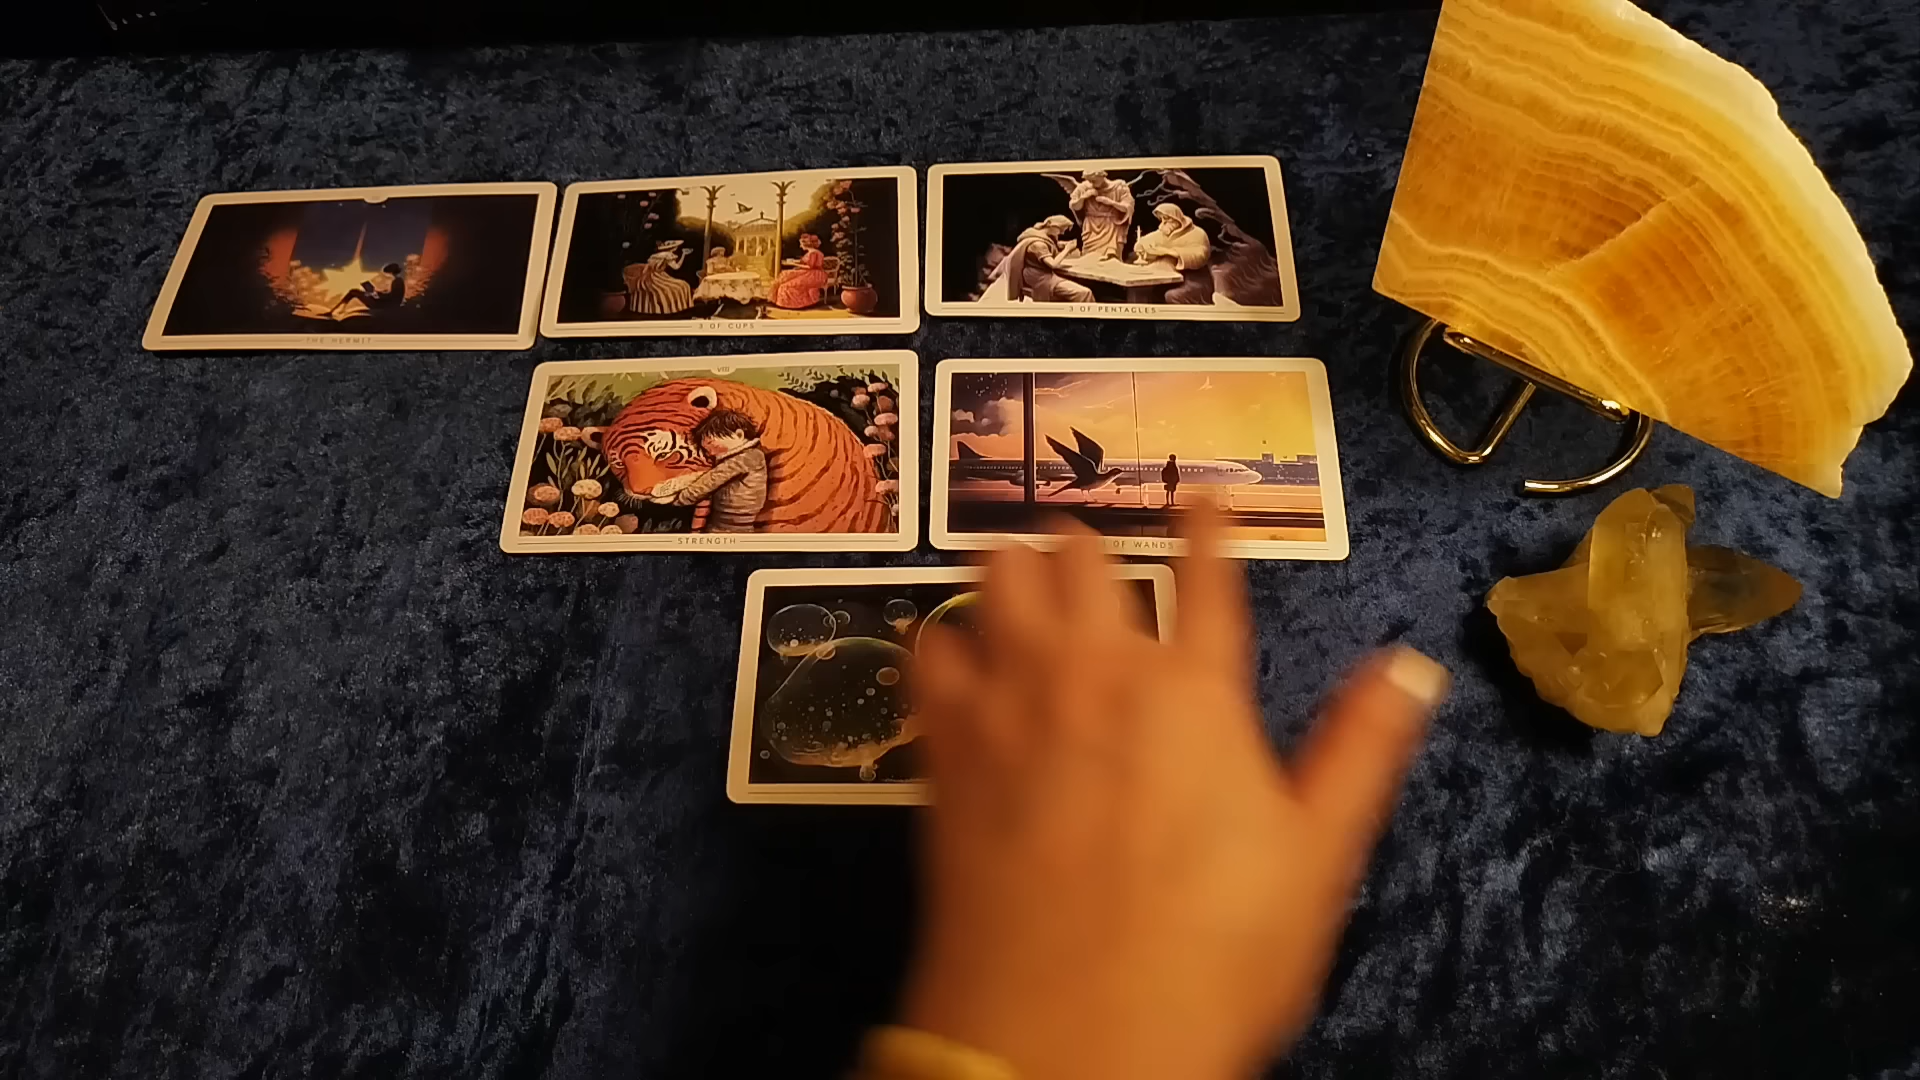 THE HERMIT
3 OF CUPS
3 OF PENTACLES
VIII
STRENGTH
OF WANDS